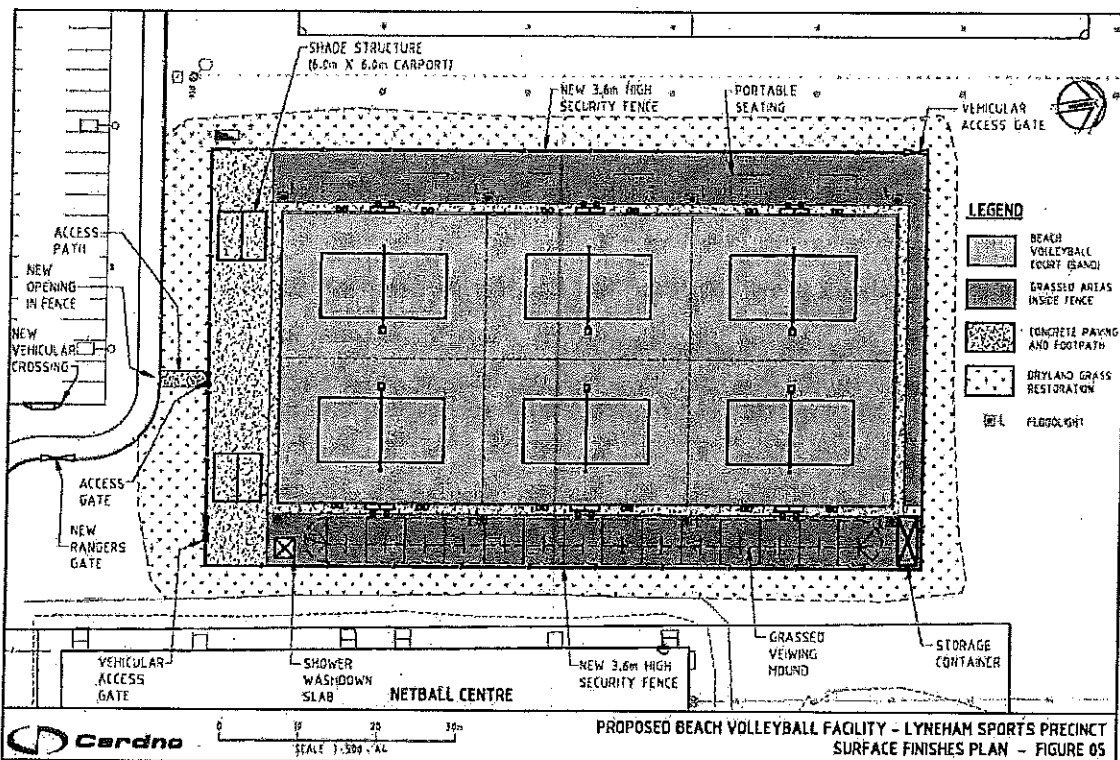 SHADE STRUCTURE
(6.0m X 6.0m CARPORT)
NEW 3.6m HIGH
SECURITY FENCE
PORTABLE
SEATING
VEHICULAR
ACCESS GATE
ACCESS
PATH
NEW
OPENING
IN FENCE
NEW
VEHICULAR
CROSSING
ACCESS
GATE
NEW
RANGERS
GATE
LEGEND
BEACH
VOLLEYBALL
COURT (SAND)
GRASSED AREAS
INSIDE FENCE
CONCRETE PAVING
AND FOOTPATH
DRYLAND GRASS
RESTORATION
FLOODLIGHT
VEHICULAR
ACCESS
GATE
SHOWER
WASHDOWN
SLAB
NETBALL CENTRE
NEW 3.6m HIGH
SECURITY FENCE
GRASSED
VEIWING
MOUND
STORAGE
CONTAINER
Cardno
0 10 20 30m
SCALE 1:500 - A4
PROPOSED BEACH VOLLEYBALL FACILITY - LYNEHAM SPORTS PRECINCT
SURFACE FINISHES PLAN - FIGURE 05